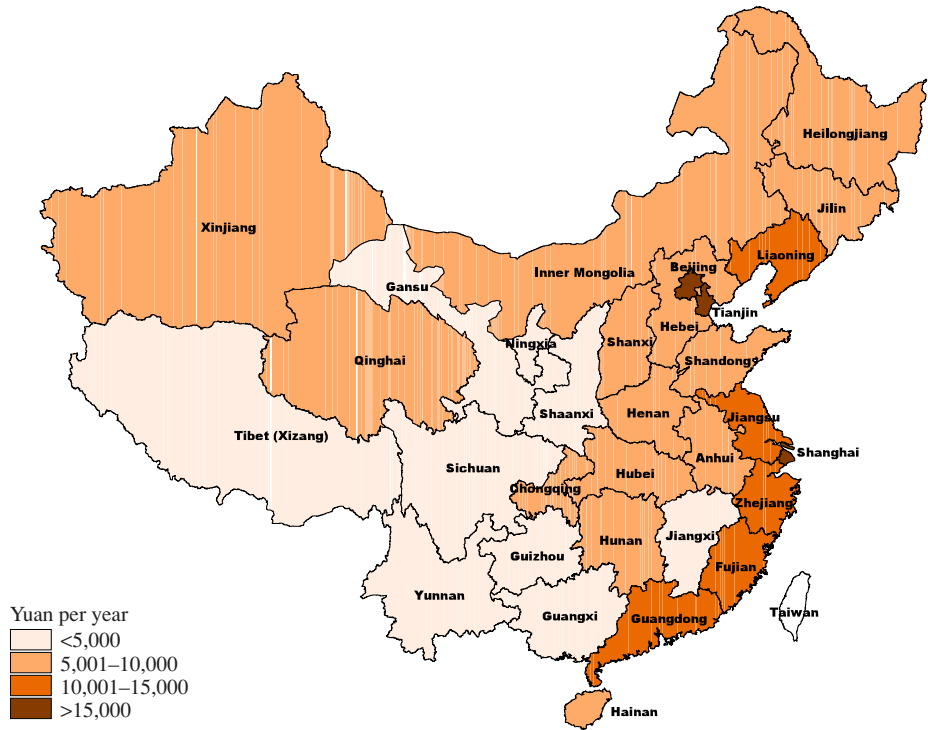 Heilongjiang
Jilin
Xinjiang
Liaoning
Beijing
Inner Mongolia
Gansu
Tianjin
Hebei
Ningxia
Shanxi
Shandong
Qinghai
Shaanxi
Henan
Jiangsu
Tibet (Xizang)
Shanghai
Anhui
Sichuan
Hubei
Chongqing
Zhejiang
Jiangxi
Hunan
Guizhou
Fujian
Yunnan
Taiwan
Guangxi
Guangdong
Hainan
Yuan per year
<5,000
5,001–10,000
10,001–15,000
>15,000